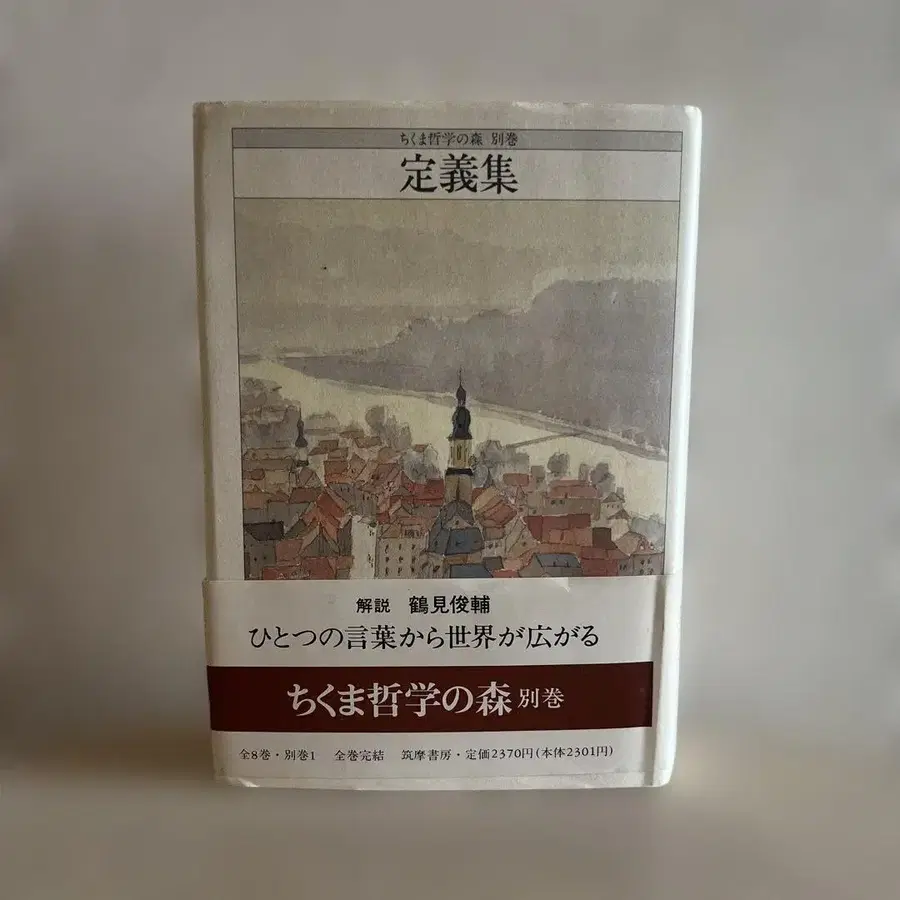 ちくま哲学の森 別巻
定義集
解説 鶴見俊輔
ひとつの言葉から世界が広がる
ちくま哲学の森 別巻
全8巻・別巻1 全巻完結 筑摩書房・定価2370円(本体2301円)